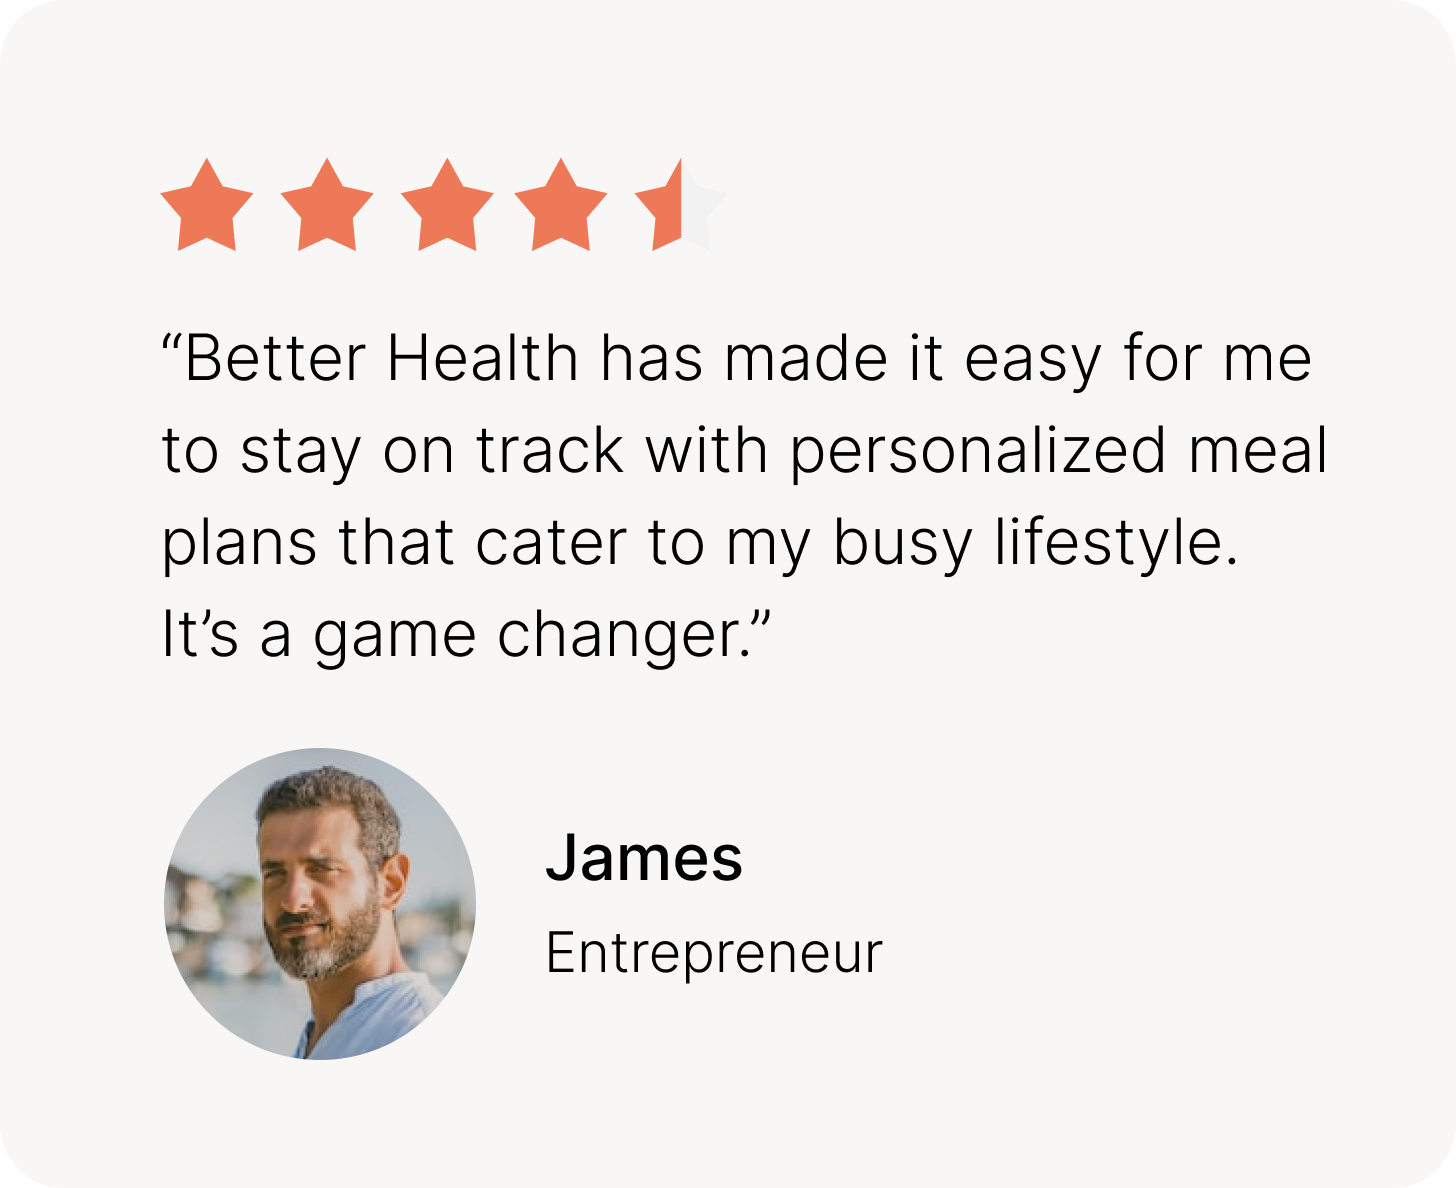 “Better Health has made it easy for me
to stay on track with personalized meal
plans that cater to my busy lifestyle.
It’s a game changer.”
James
Entrepreneur